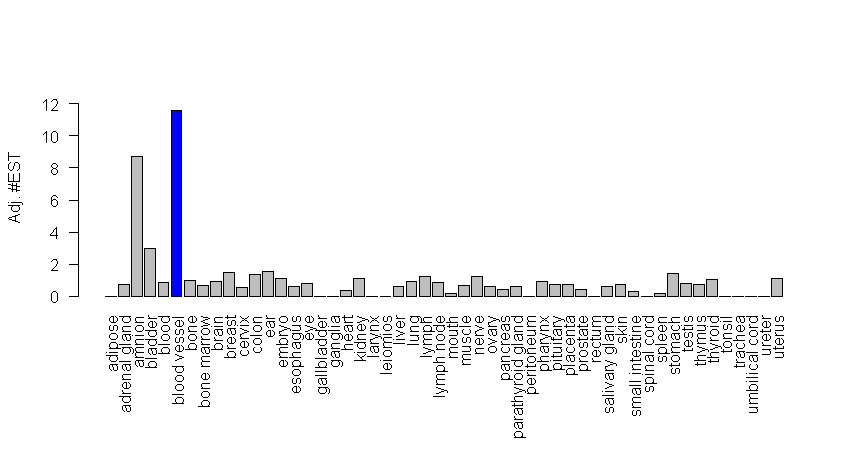 Adj. #EST
12
10
8
6
4
2
0
adipose
adrenal gland
amnion
bladder
blood
blood vessel
bone
bone marrow
brain
breast
cervix
colon
ear
embryo
esophagus
eye
gallbladder
ganglia
heart
kidney
larynx
leiomios
liver
lung
lymph
lymph node
mouth
muscle
nerve
ovary
pancreas
parathyroid gland
peritoneum
pharynx
pituitary
placenta
prostate
rectum
salivary gland
skin
small intestine
spinal cord
spleen
stomach
testis
thymus
thyroid
tonsil
trachea
umbilical cord
ureter
uterus